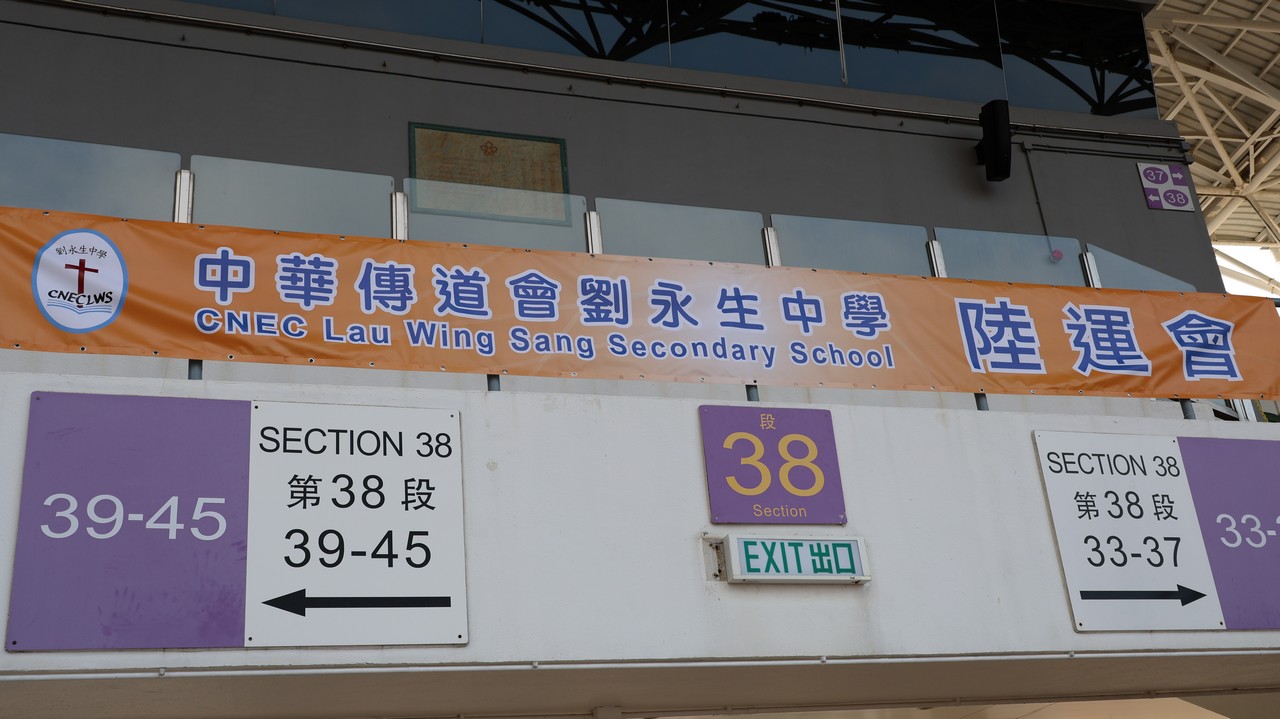 37
38
劉永生中學
CNECLWS
中華傳道會劉永生中學
CNEC Lau Wing Sang Secondary School
陸運會
39-45
SECTION 38
第38段
39-45
段
38
Section
EXIT出口
SECTION 38
第38段
33-37
33-